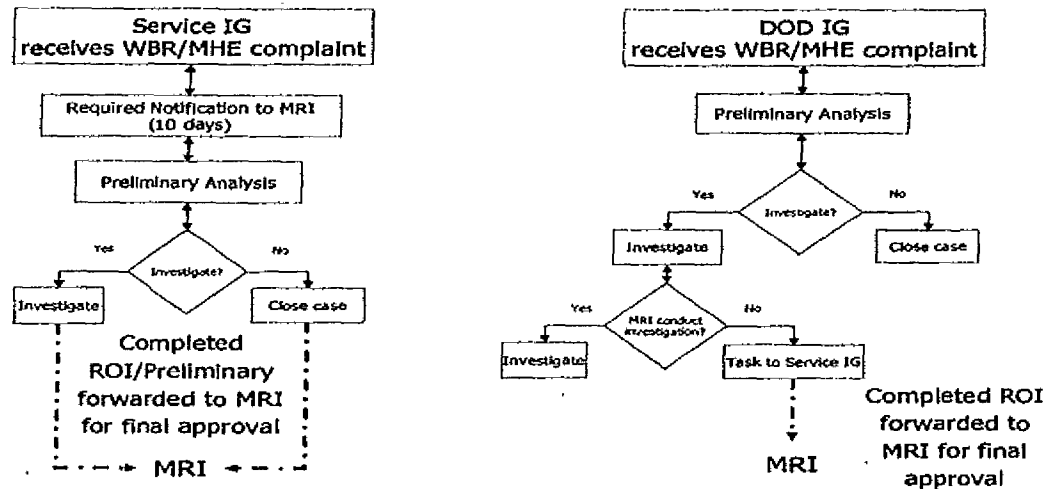 Service IG
receives WBR/MHE complaint
Required Notification to MRI
(10 days)
Preliminary Analysis
Yes
No
Investigate?
Investigate
Close case
Completed
ROI/Preliminary
forwarded to MRI
for final approval
MRI
DOD IG
receives WBR/MHE complaint
Preliminary Analysis
Yes
No
Investigate?
Investigate
Close case
Yes
No
MRI conduct
investigation?
Investigate
Task to Service IG
Completed ROI
forwarded to
MRI for final
approval
MRI